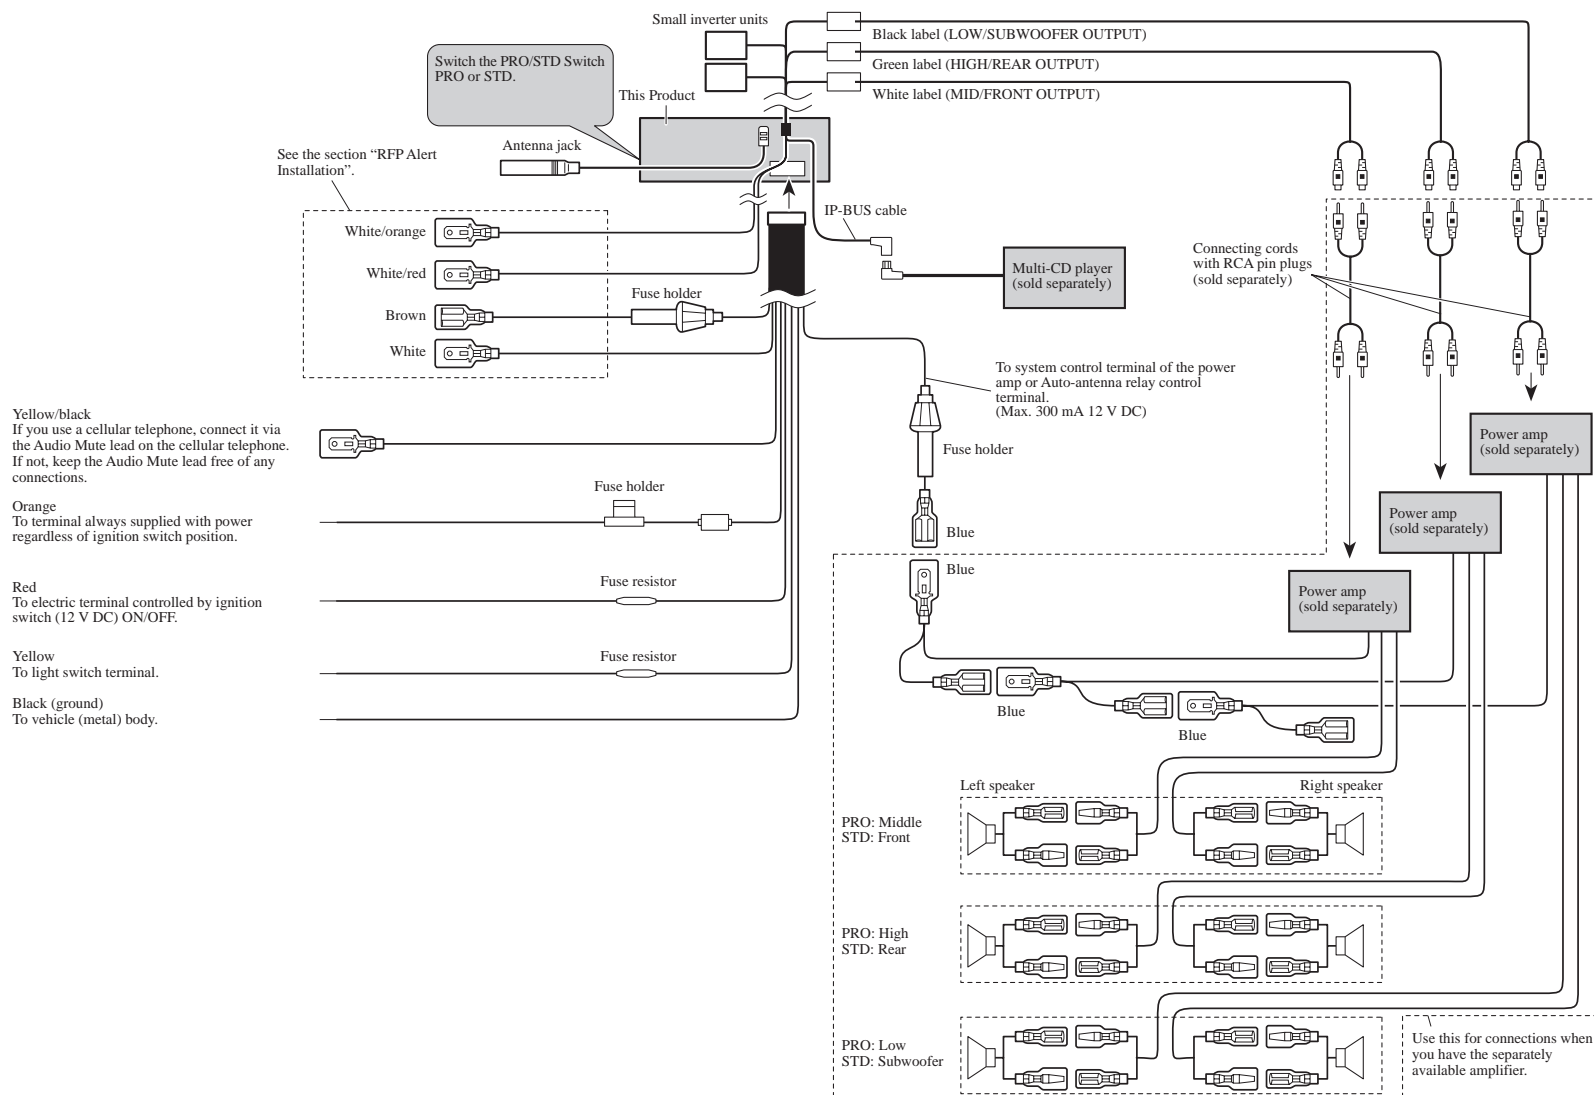 Small inverter units
Black label (LOW/SUBWOOFER OUTPUT)
Green label (HIGH/REAR OUTPUT)
White label (MID/FRONT OUTPUT)
Switch the PRO/STD Switch
PRO or STD.
This Product
Antenna jack
See the section “RFP Alert
Installation”.
IP-BUS cable
White/orange
White/red
Brown
White
Fuse holder
Multi-CD player
(sold separately)
Connecting cords
with RCA pin plugs
(sold separately)
To system control terminal of the power
amp or Auto-antenna relay control
terminal.
(Max. 300 mA 12 V DC)
Fuse holder
Blue
Blue
Yellow/black
If you use a cellular telephone, connect it via
the Audio Mute lead on the cellular telephone.
If not, keep the Audio Mute lead free of any
connections.
Orange
To terminal always supplied with power
regardless of ignition switch position.
Fuse holder
Red
To electric terminal controlled by ignition
switch (12 V DC) ON/OFF.
Fuse resistor
Yellow
To light switch terminal.
Fuse resistor
Black (ground)
To vehicle (metal) body.
Power amp
(sold separately)
Power amp
(sold separately)
Power amp
(sold separately)
Blue
Blue
Left speaker
Right speaker
PRO: Middle
STD: Front
PRO: High
STD: Rear
PRO: Low
STD: Subwoofer
Use this for connections when
you have the separately
available amplifier.